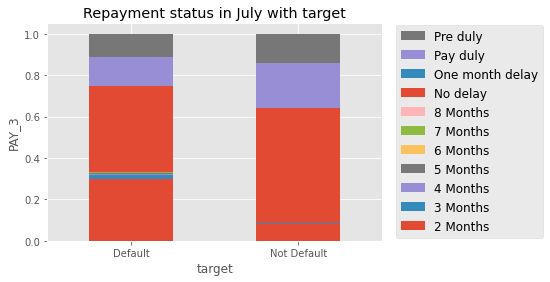 Repayment status in July with target
1.0
0.8
0.6
0.4
0.2
0.0
PAY_3
Default
Not Default
target
Pre duly
Pay duly
One month delay
No delay
8 Months
7 Months
6 Months
5 Months
4 Months
3 Months
2 Months